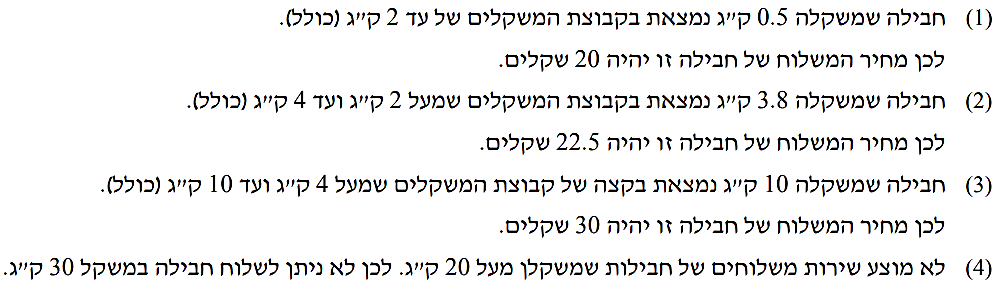 (1) חבילה שמשקלה 0.5 ק״ג נמצאת בקבוצת המשקלים של עד 2 ק״ג (כולל).
לכן מחיר המשלוח של חבילה זו יהיה 20 שקלים.
(2) חבילה שמשקלה 3.8 ק״ג נמצאת בקבוצת המשקלים שמעל 2 ק״ג ועד 4 ק״ג (כולל).
לכן מחיר המשלוח של חבילה זו יהיה 22.5 שקלים.
(3) חבילה שמשקלה 10 ק״ג נמצאת בקצה של קבוצת המשקלים שמעל 4 ק״ג ועד 10 ק״ג (כולל).
לכן מחיר המשלוח של חבילה זו יהיה 30 שקלים.
(4) לא מוצע שירות משלוחים של חבילות שמשקלן מעל 20 ק״ג. לכן לא ניתן לשלוח חבילה במשקל 30 ק״ג.